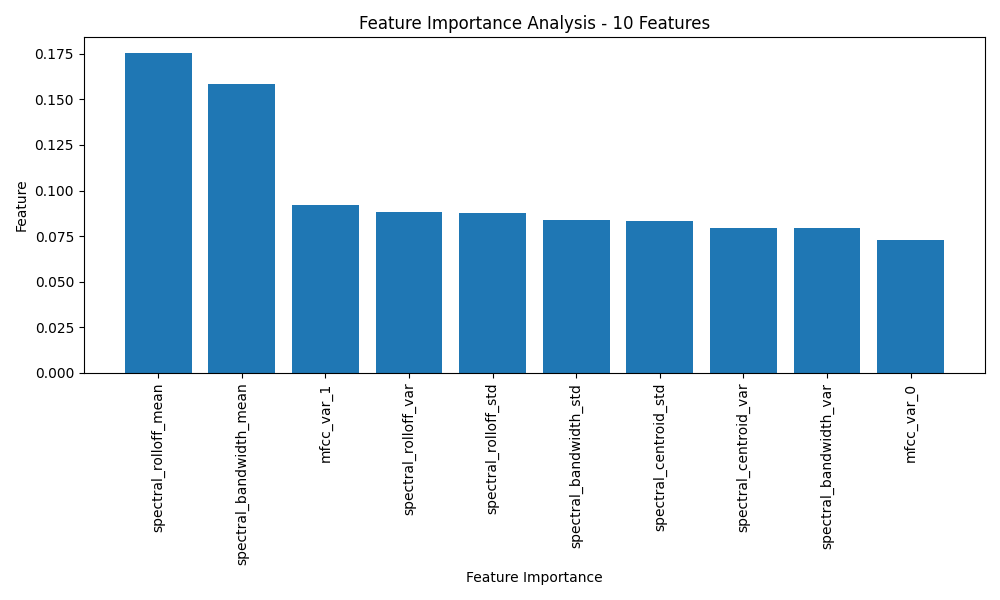 Feature Importance Analysis - 10 Features
Feature
0.175
0.150
0.125
0.100
0.075
0.050
0.025
0.000
spectral_rolloff_mean
spectral_bandwidth_mean
mfcc_var_1
spectral_rolloff_var
spectral_rolloff_std
spectral_bandwidth_std
spectral_centroid_std
spectral_centroid_var
spectral_bandwidth_var
mfcc_var_0
Feature Importance